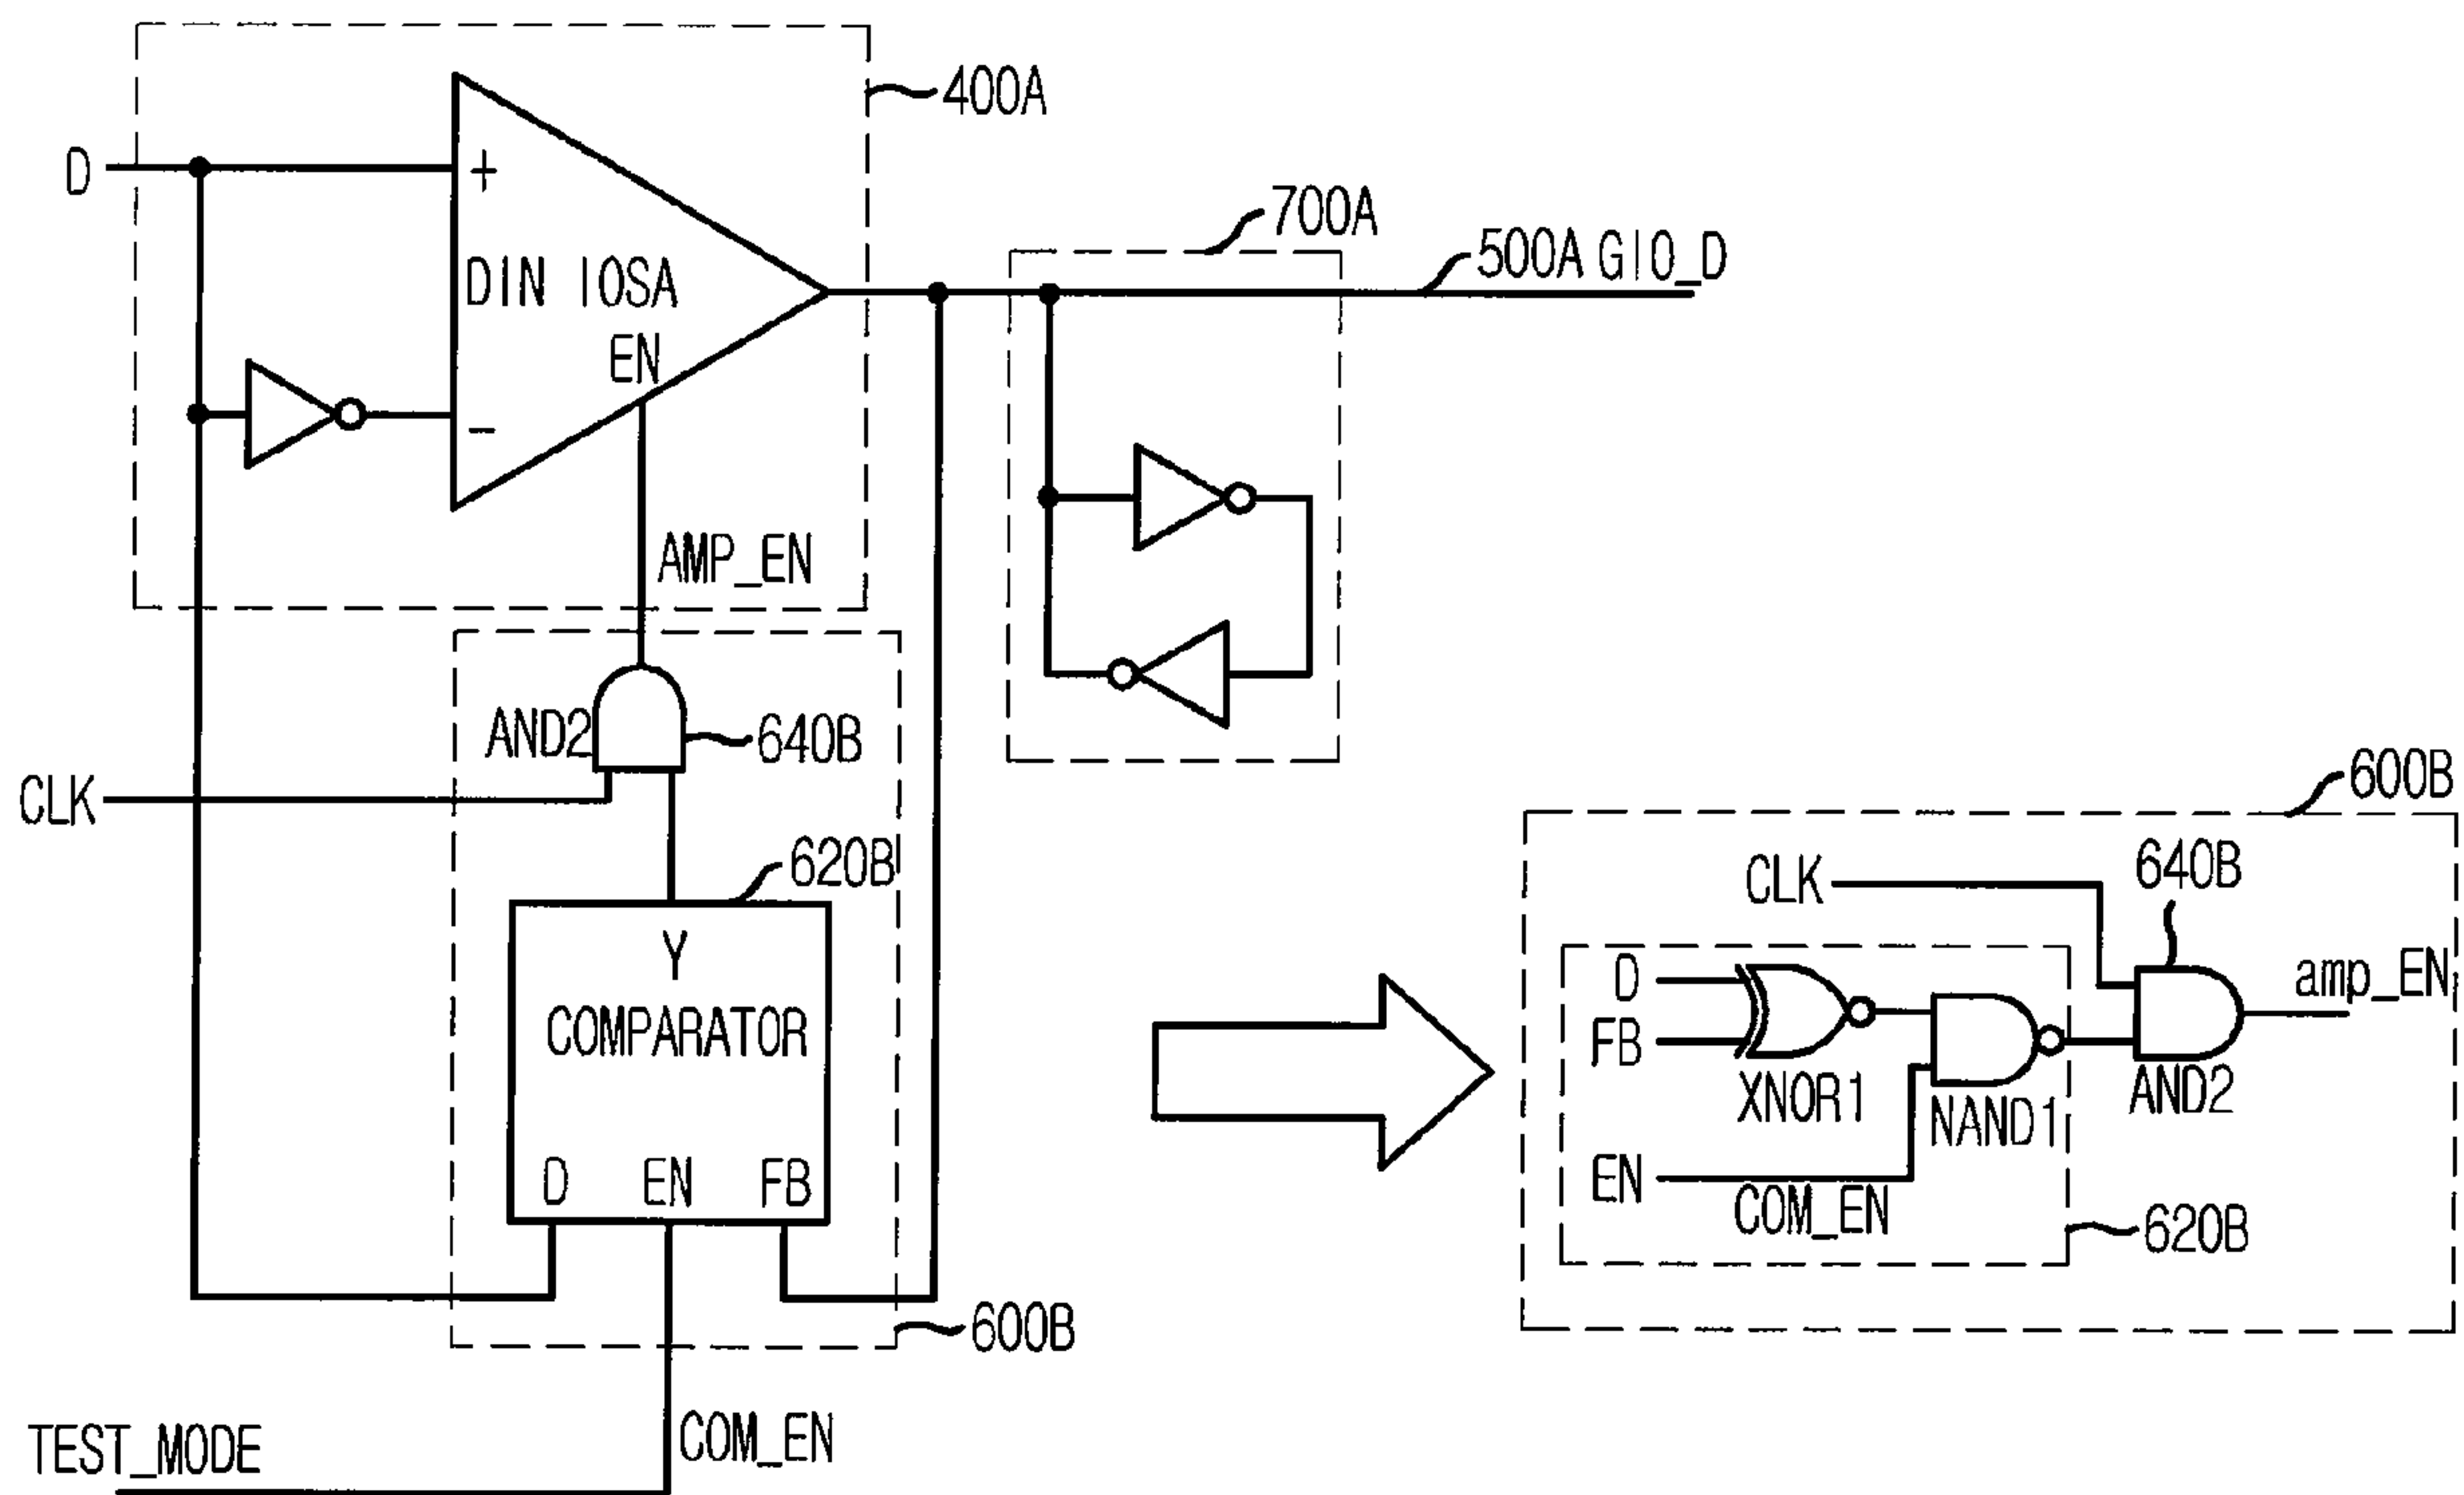 400A
D
+
700A
500A GIO_D
DIN IOSA
EN
-
AMP_EN
AND2
640B
CLK
600B
620B
640B
CLK
Y
D
amp_EN
COMPARATOR
FB
XNOR1
NAND1
AND2
D EN FB
EN
COM_EN
620B
600B
TEST_MODE
COM_EN